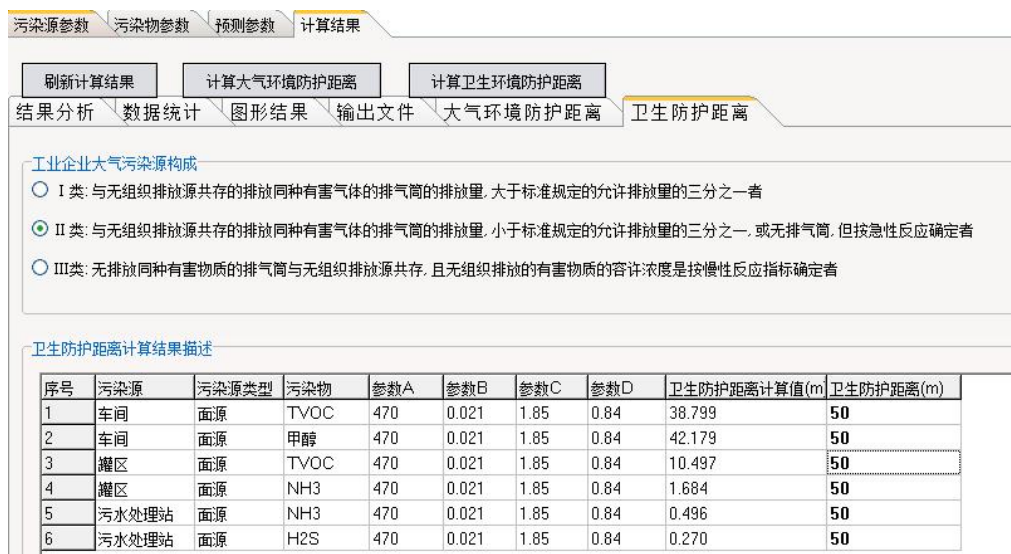 污染源参数 污染物参数 预测参数 计算结果
刷新计算结果 计算大气环境防护距离 计算卫生环境防护距离
结果分析 数据统计 图形结果 输出文件 大气环境防护距离 卫生防护距离
工业企业大气污染源构成
I 类: 与无组织排放源共存的排放同种有害气体的排气筒的排放量, 大于标准规定的允许排放量的三分之一者
II 类: 与无组织排放源共存的排放同种有害气体的排气筒的排放量, 小于标准规定的允许排放量的三分之一, 或无排气筒, 但按急性反应确定者
III类: 无排放同种有害物质的排气筒与无组织排放源共存, 且无组织排放的有害物质的容许浓度是按慢性反应指标确定者
卫生防护距离计算结果描述
序号 污染源 污染源类型 污染物 参数A 参数B 参数C 参数D 卫生防护距离计算值(m 卫生防护距离(m)
1 车间 面源 TVOC 470 0.021 1.85 0.84 38.799 50
2 车间 面源 甲醇 470 0.021 1.85 0.84 42.179 50
3 罐区 面源 TVOC 470 0.021 1.85 0.84 10.497 50
4 罐区 面源 NH3 470 0.021 1.85 0.84 1.684 50
5 污水处理站 面源 NH3 470 0.021 1.85 0.84 0.496 50
6 污水处理站 面源 H2S 470 0.021 1.85 0.84 0.270 50